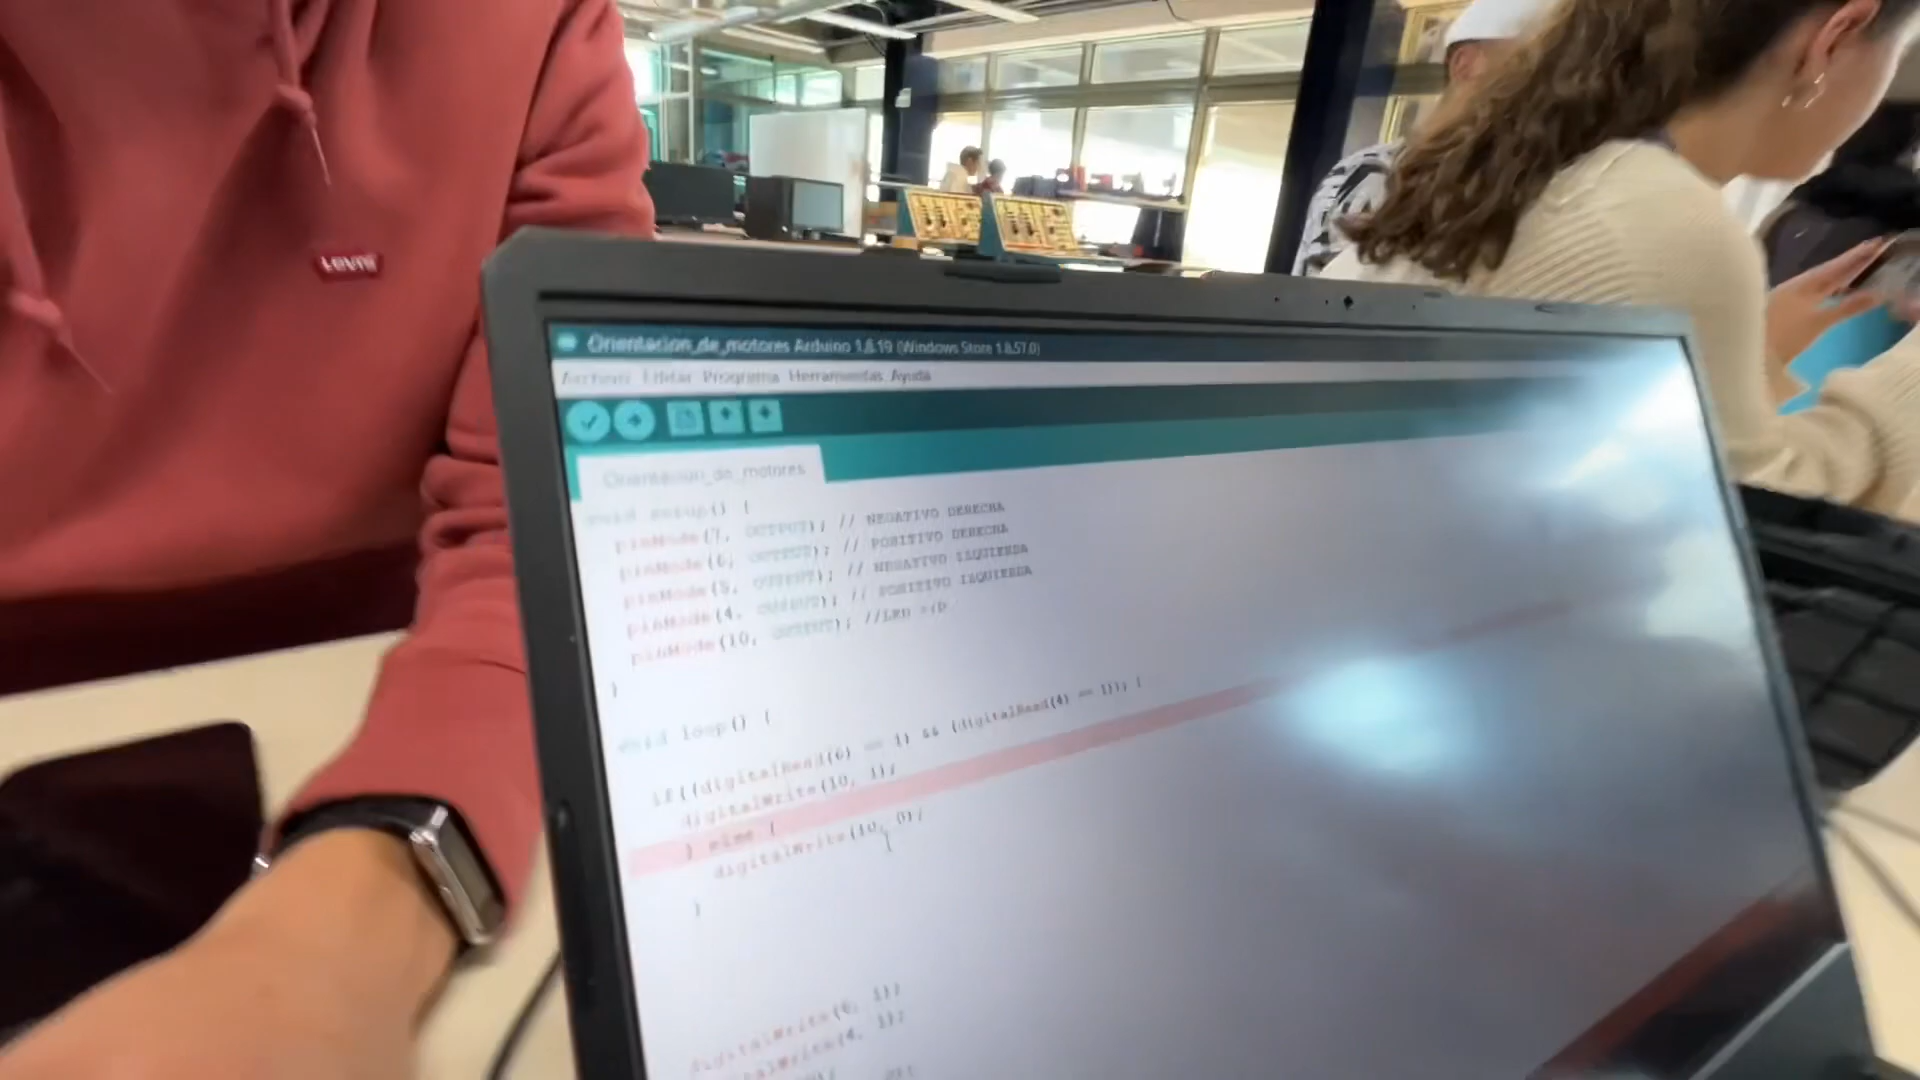 LEVI'S
Orientacion_de_motores Arduino 1.8.19 (Windows Store 1.8.57.0)
Archivo Editar Programa Herramientas Ayuda
Orientacion_de_motores
void setup() {
pinMode(7, OUTPUT); // NEGATIVO DERECHA
pinMode(6, OUTPUT); // POSITIVO DERECHA
pinMode(5, OUTPUT); // NEGATIVO IZQUIERDA
pinMode(4, OUTPUT); // POSITIVO IZQUIERDA
pinMode(10, OUTPUT); //LED
}
void loop() {
if((digitalRead(6) == 1) && (digitalRead(4) == 1)); {
digitalWrite(10, 1);
} else {
digitalWrite(10, 0);
}
digitalWrite(6, 1);
digitalWrite(4, 1);